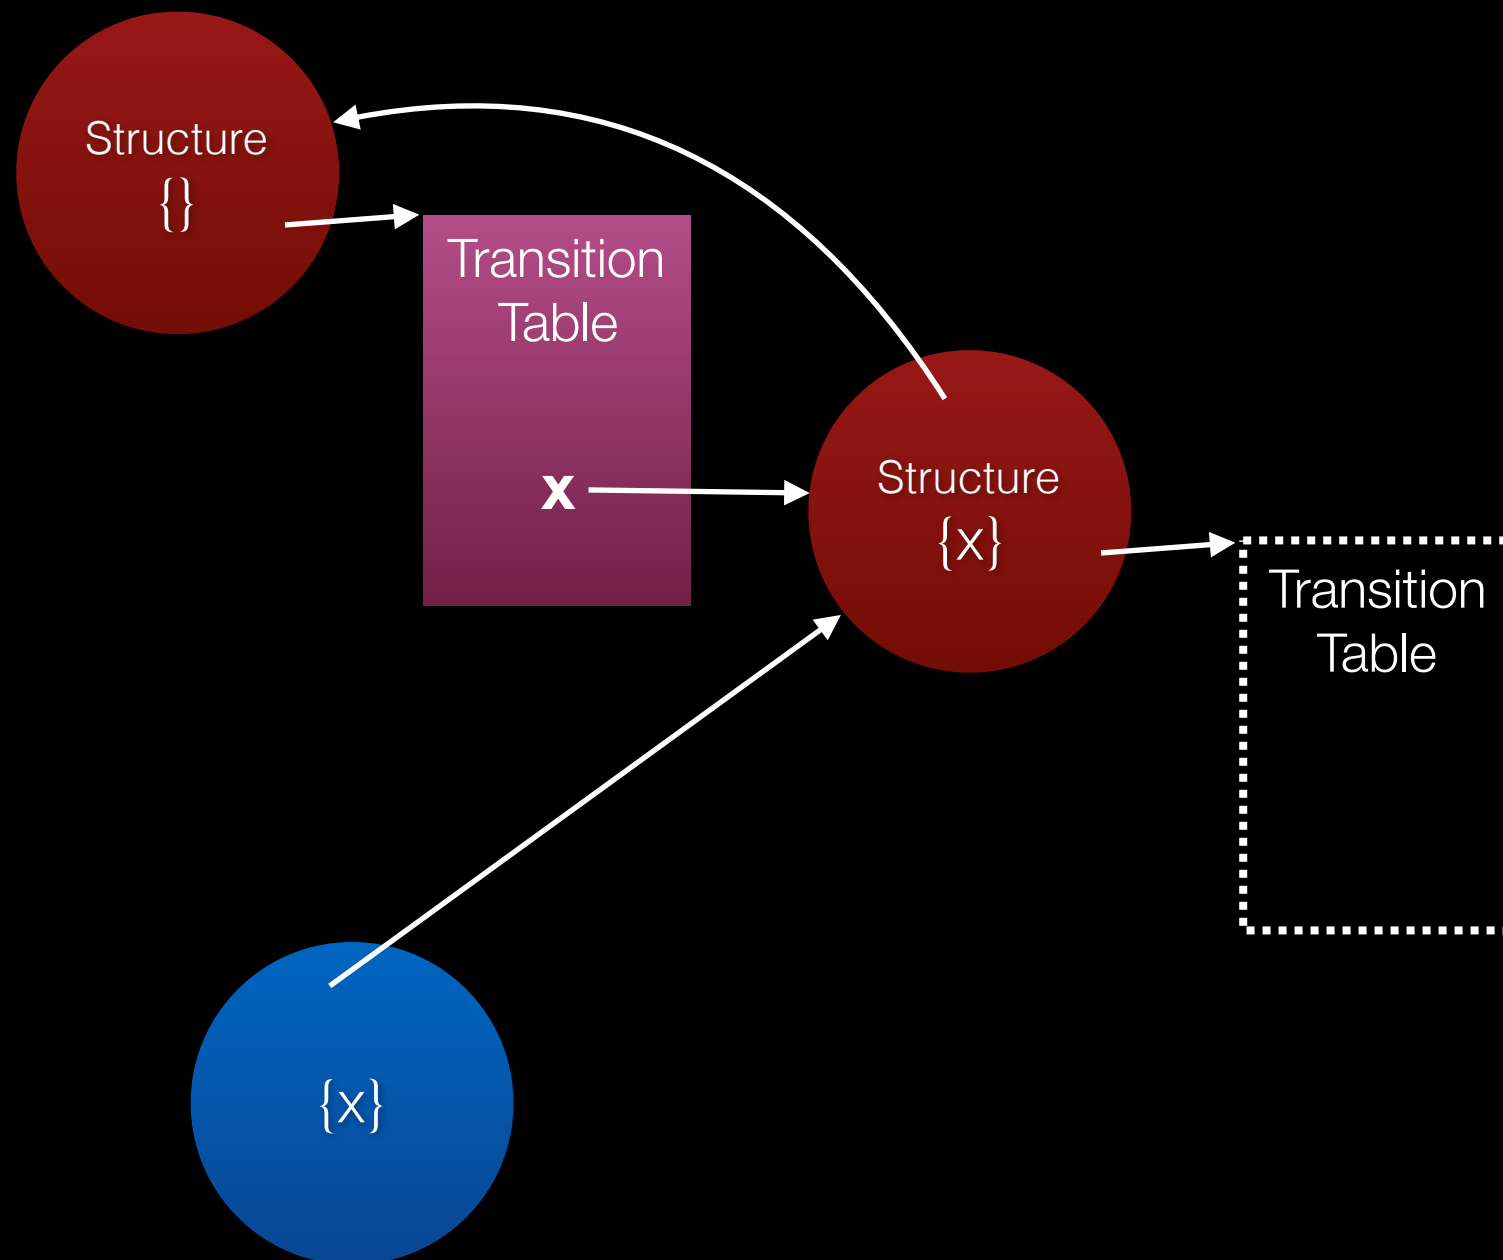 Structure
{}
Transition
Table
x
Structure
{x}
Transition
Table
{x}